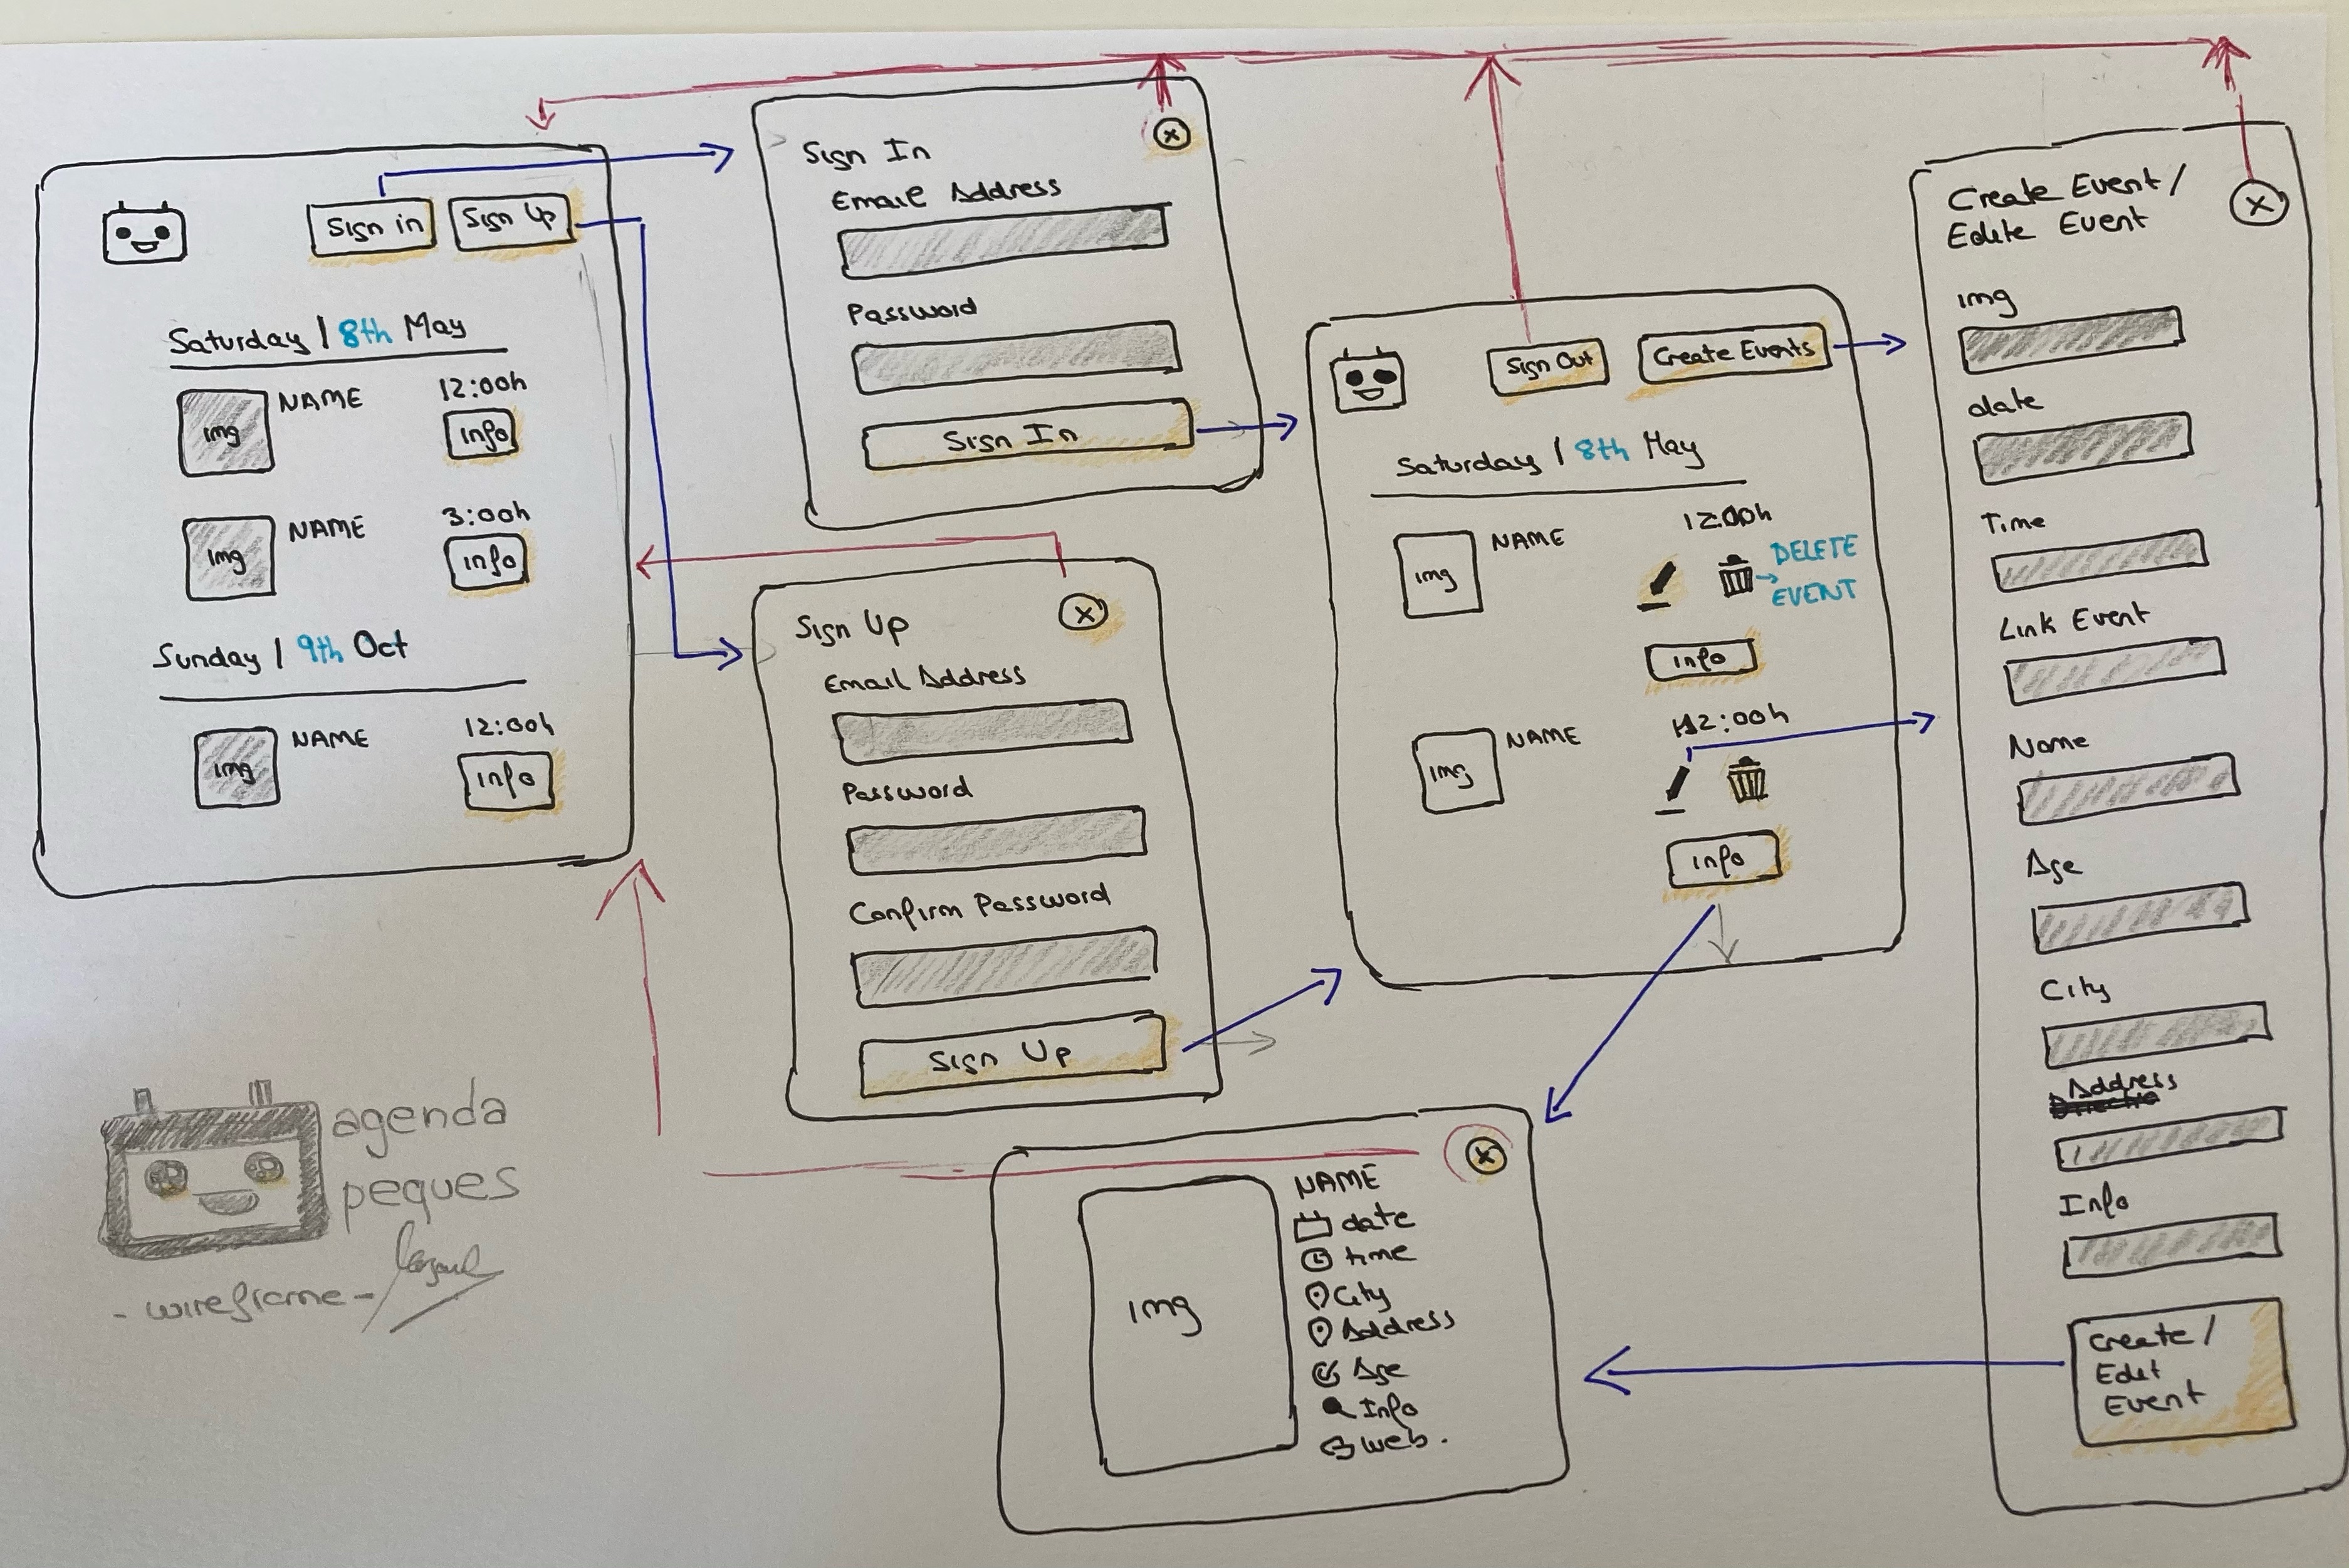 Sign in
Sign Up
Saturday / 8th May
img
NAME
12:00h
info
img
NAME
3:00h
info
Sunday / 9th Oct
img
NAME
12:00h
info
agenda
peques
- wireframe -
Sign In
Email Address
Password
Sign In
Sign Up
Email Address
Password
Confirm Password
Sign Up
Sign Out
Create Events
Saturday / 8th May
img
NAME
12:00h
DELETE
EVENT
info
img
NAME
12:00h
info
img
NAME
date
time
City
Address
Age
Info
web.
Create Event/
Edite Event
img
date
Time
Link Event
Name
Age
City
Address
Info
Create /
Edit
Event